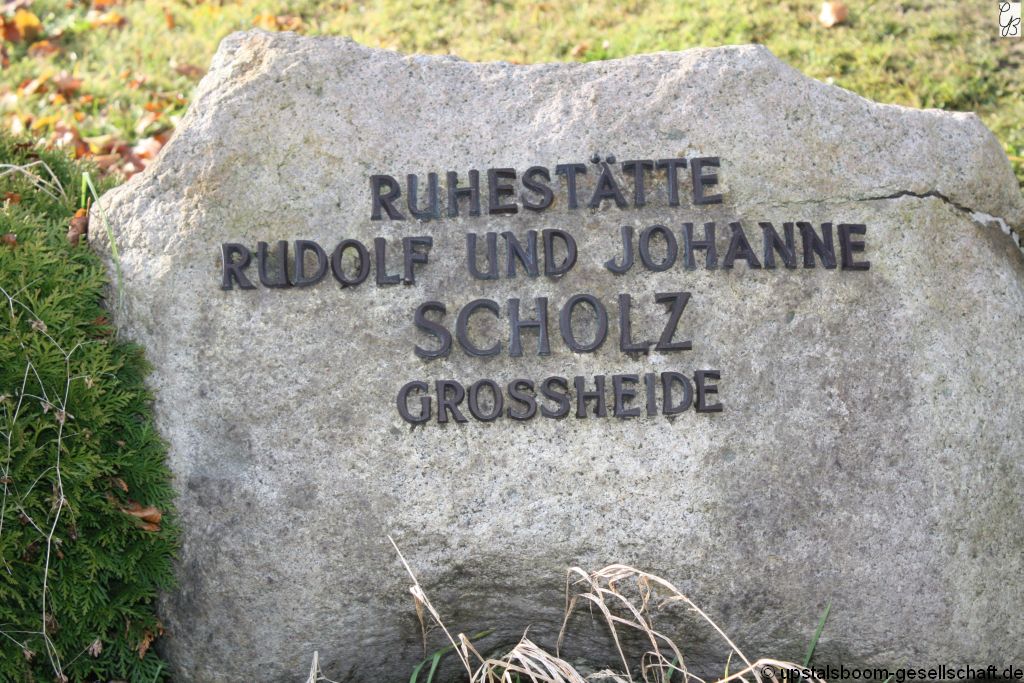 RUHESTÄTTE
RUDOLF UND JOHANNE
SCHOLZ
GROSSHEIDE
© upstalsboom-gesellschaft.de